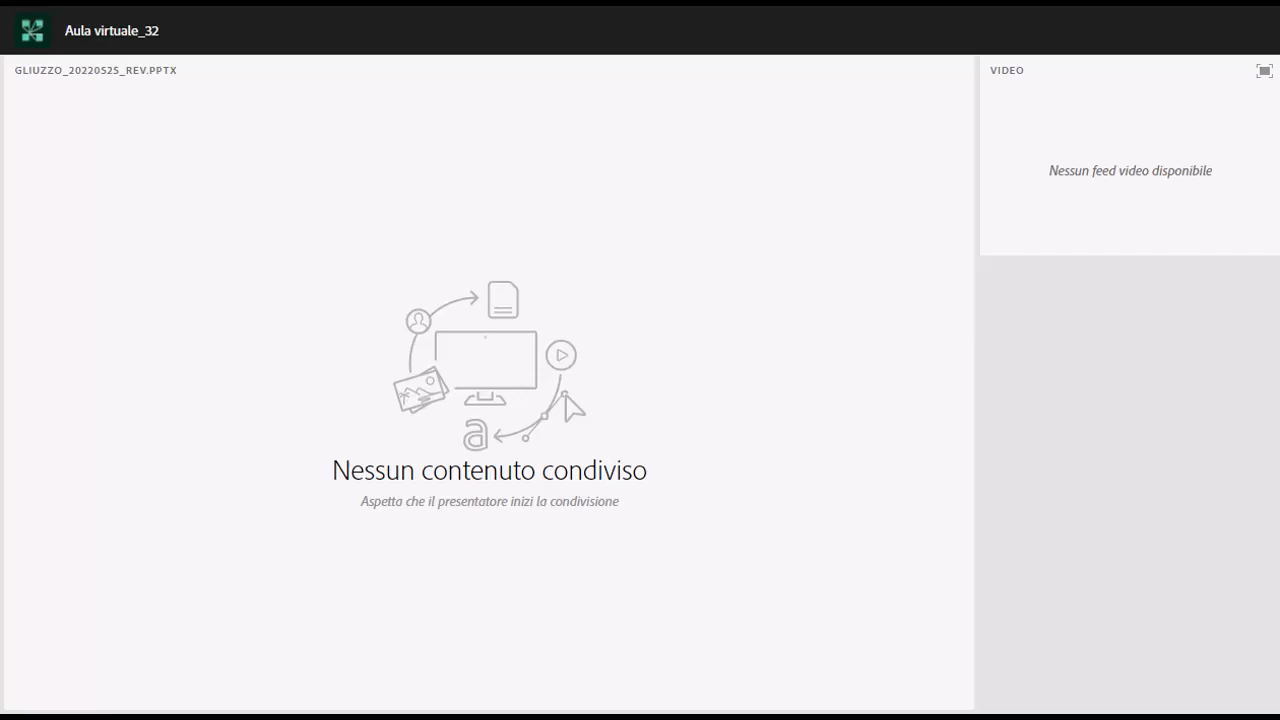 Aula virtuale_32
GLIUZZO_20220525_REV.PPTX
VIDEO
Nessun feed video disponibile
a
Nessun contenuto condiviso
Aspetta che il presentatore inizi la condivisione